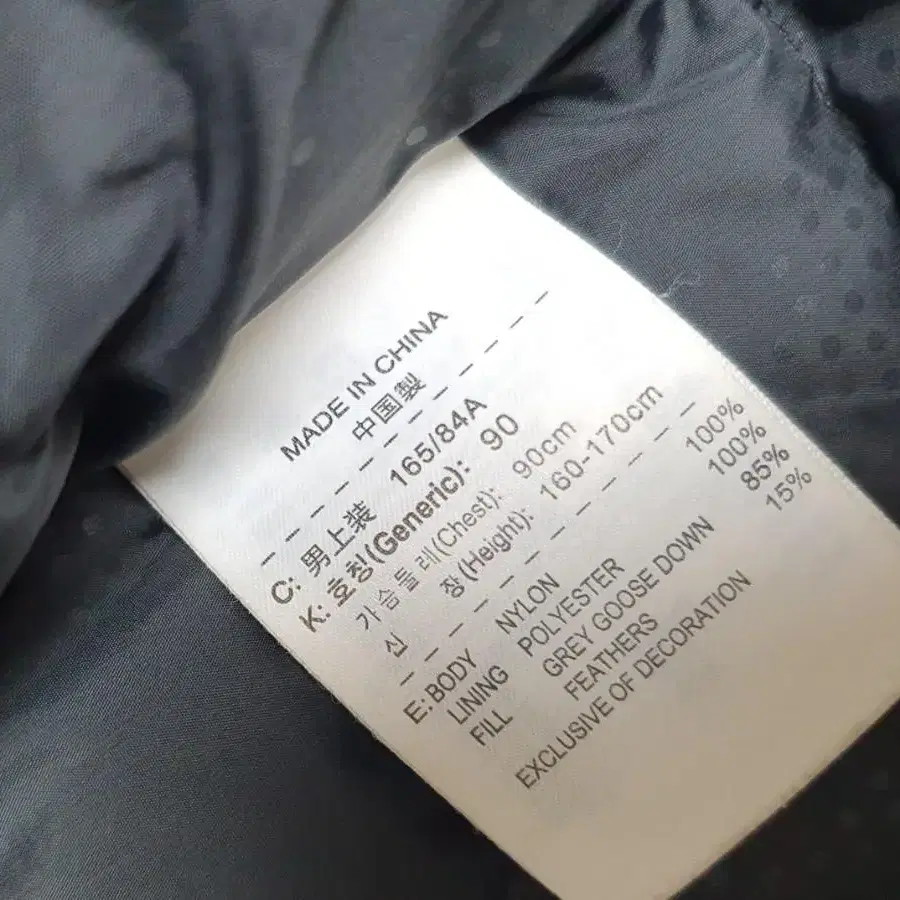 MADE IN CHINA
中国製
C: 男上装 165/84A
K: 호칭(Generic): 90
가슴둘레(Chest): 90cm
신 장(Height): 160-170cm
E: BODY NYLON 100%
LINING POLYESTER 100%
FILL GREY GOOSE DOWN 85%
FEATHERS 15%
EXCLUSIVE OF DECORATION